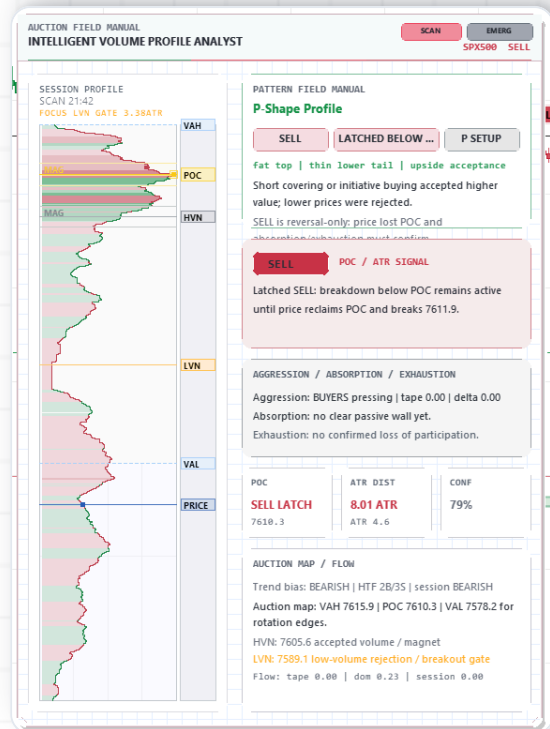 AUCTION FIELD MANUAL
INTELLIGENT VOLUME PROFILE ANALYST
SCAN
EMERG
SPX500 SELL
SESSION PROFILE
SCAN 21:42
FOCUS LVN GATE 3.38ATR
VAH
POC
MAG
HVN
LVN
VAL
PRICE
PATTERN FIELD MANUAL
P-Shape Profile
SELL
LATCHED BELOW ...
P SETUP
fat top | thin lower tail | upside acceptance
Short covering or initiative buying accepted higher
value; lower prices were rejected.
SELL is reversal-only: price lost POC and
absorption/exhaustion must confirm
SELL
POC / ATR SIGNAL
Latched SELL: breakdown below POC remains active
until price reclaims POC and breaks 7611.9.
AGGRESSION / ABSORPTION / EXHAUSTION
Aggression: BUYERS pressing | tape 0.00 | delta 0.00
Absorption: no clear passive wall yet.
Exhaustion: no confirmed loss of participation.
POC
SELL LATCH
7610.3
ATR DIST
8.01 ATR
ATR 4.6
CONF
79%
AUCTION MAP / FLOW
Trend bias: BEARISH | HTF 2B/3S | session BEARISH
Auction map: VAH 7615.9 | POC 7610.3 | VAL 7578.2 for
rotation edges.
HVN: 7605.6 accepted volume / magnet
LVN: 7589.1 low-volume rejection / breakout gate
Flow: tape 0.00 | dom 0.23 | session 0.00